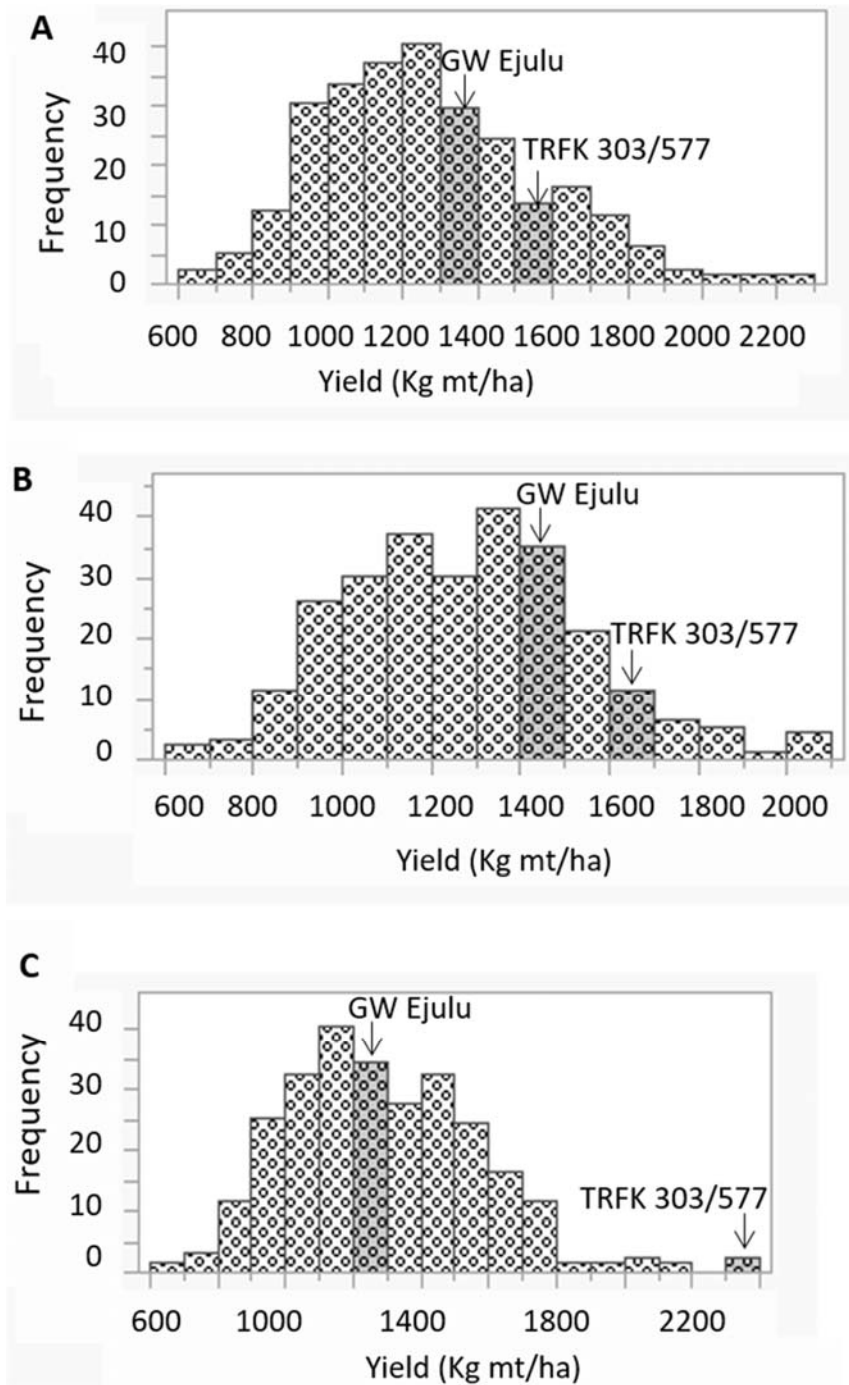 A
Frequency
40
30
20
10
0
GW Ejulu
TRFK 303/577
600 800 1000 1200 1400 1600 1800 2000 2200
Yield (Kg mt/ha)
B
Frequency
40
30
20
10
0
GW Ejulu
TRFK 303/577
600 800 1000 1200 1400 1600 1800 2000
Yield (Kg mt/ha)
C
Frequency
40
30
20
10
0
GW Ejulu
TRFK 303/577
600 1000 1400 1800 2200
Yield (Kg mt/ha)